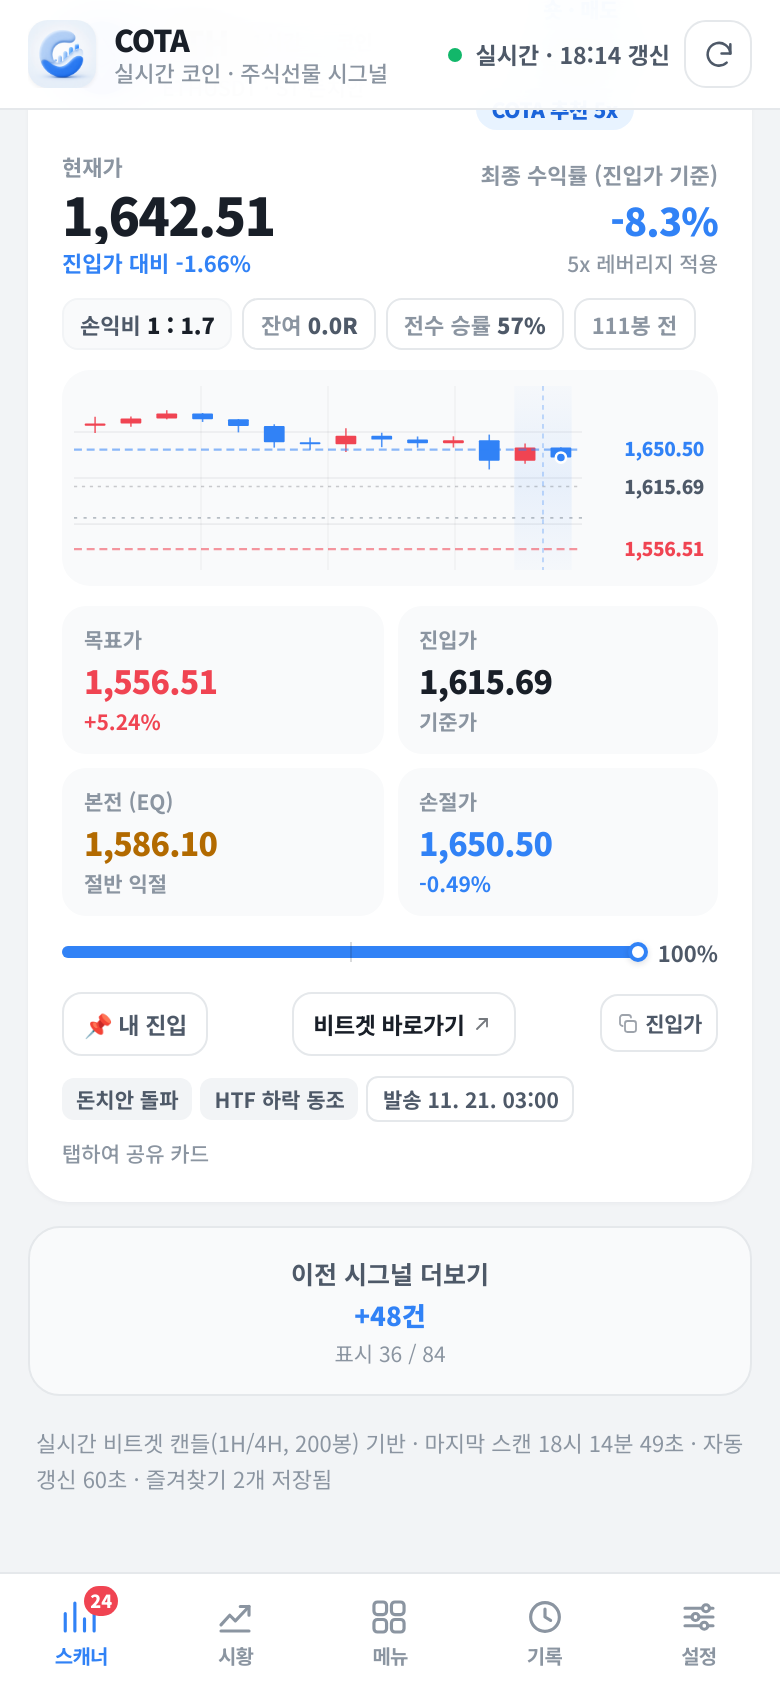 COTA
실시간 코인 · 주식선물 시그널
실시간 · 18:14 갱신
COTA 추천 5x
현재가
1,642.51
진입가 대비 -1.66%
최종 수익률 (진입가 기준)
-8.3%
5x 레버리지 적용
손익비 1 : 1.7
잔여 0.0R
전수 승률 57%
111봉 전
1,650.50
1,615.69
1,556.51
목표가
1,556.51
+5.24%
진입가
1,615.69
기준가
본전 (EQ)
1,586.10
절반 익절
손절가
1,650.50
-0.49%
100%
📌 내 진입
비트겟 바로가기 ↗
진입가
돈치안 돌파
HTF 하락 동조
발송 11. 21. 03:00
탭하여 공유 카드
이전 시그널 더보기
+48건
표시 36 / 84
실시간 비트겟 캔들(1H/4H, 200봉) 기반 · 마지막 스캔 18시 14분 49초 · 자동
갱신 60초 · 즐겨찾기 2개 저장됨
24
스캐너
시황
메뉴
기록
설정